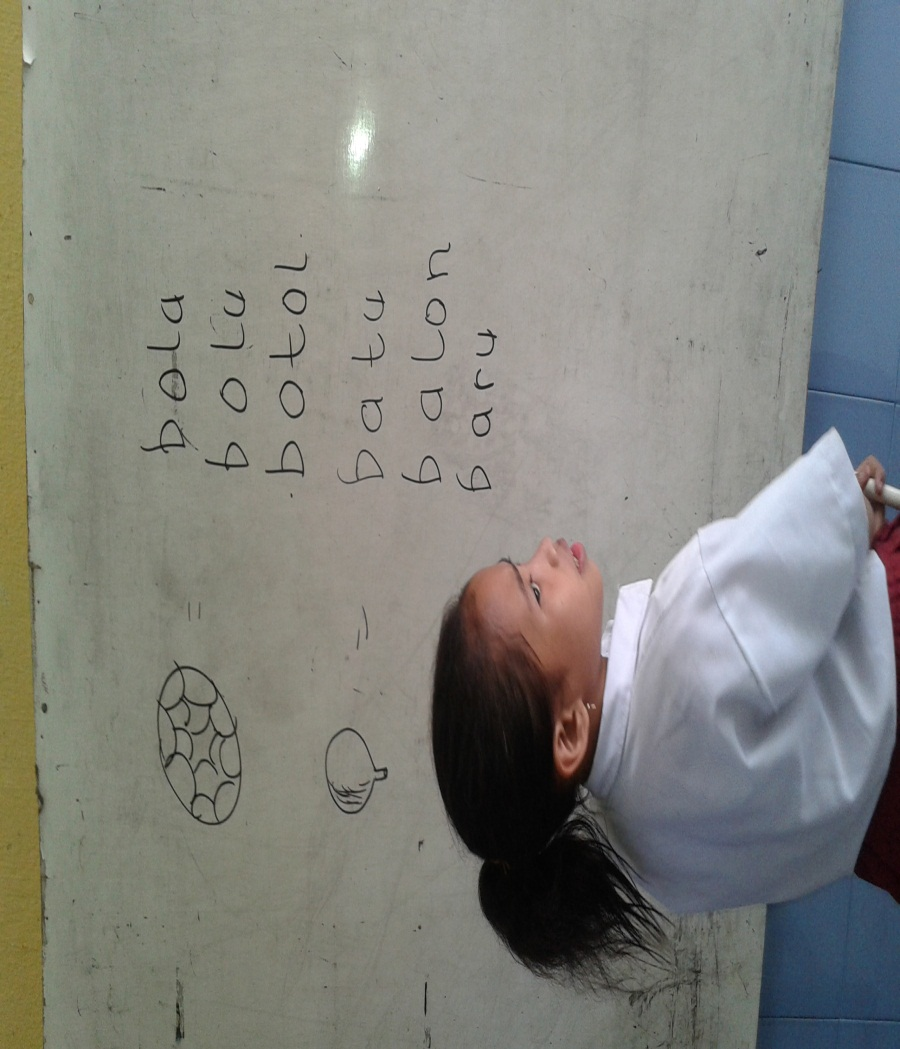 = bola
bolu
botol
= batu
balon
baru